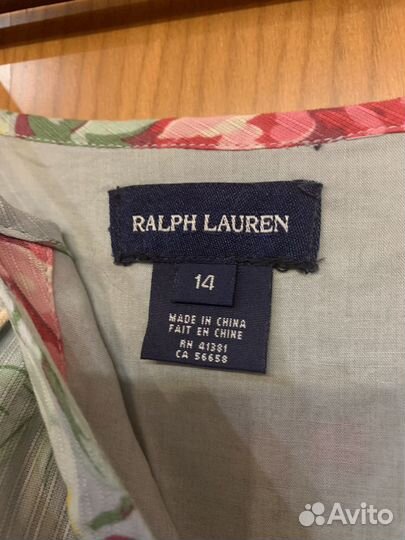 RALPH LAUREN
14
MADE IN CHINA
FAIT EN CHINE
RN 41381
CA 56658
Avito